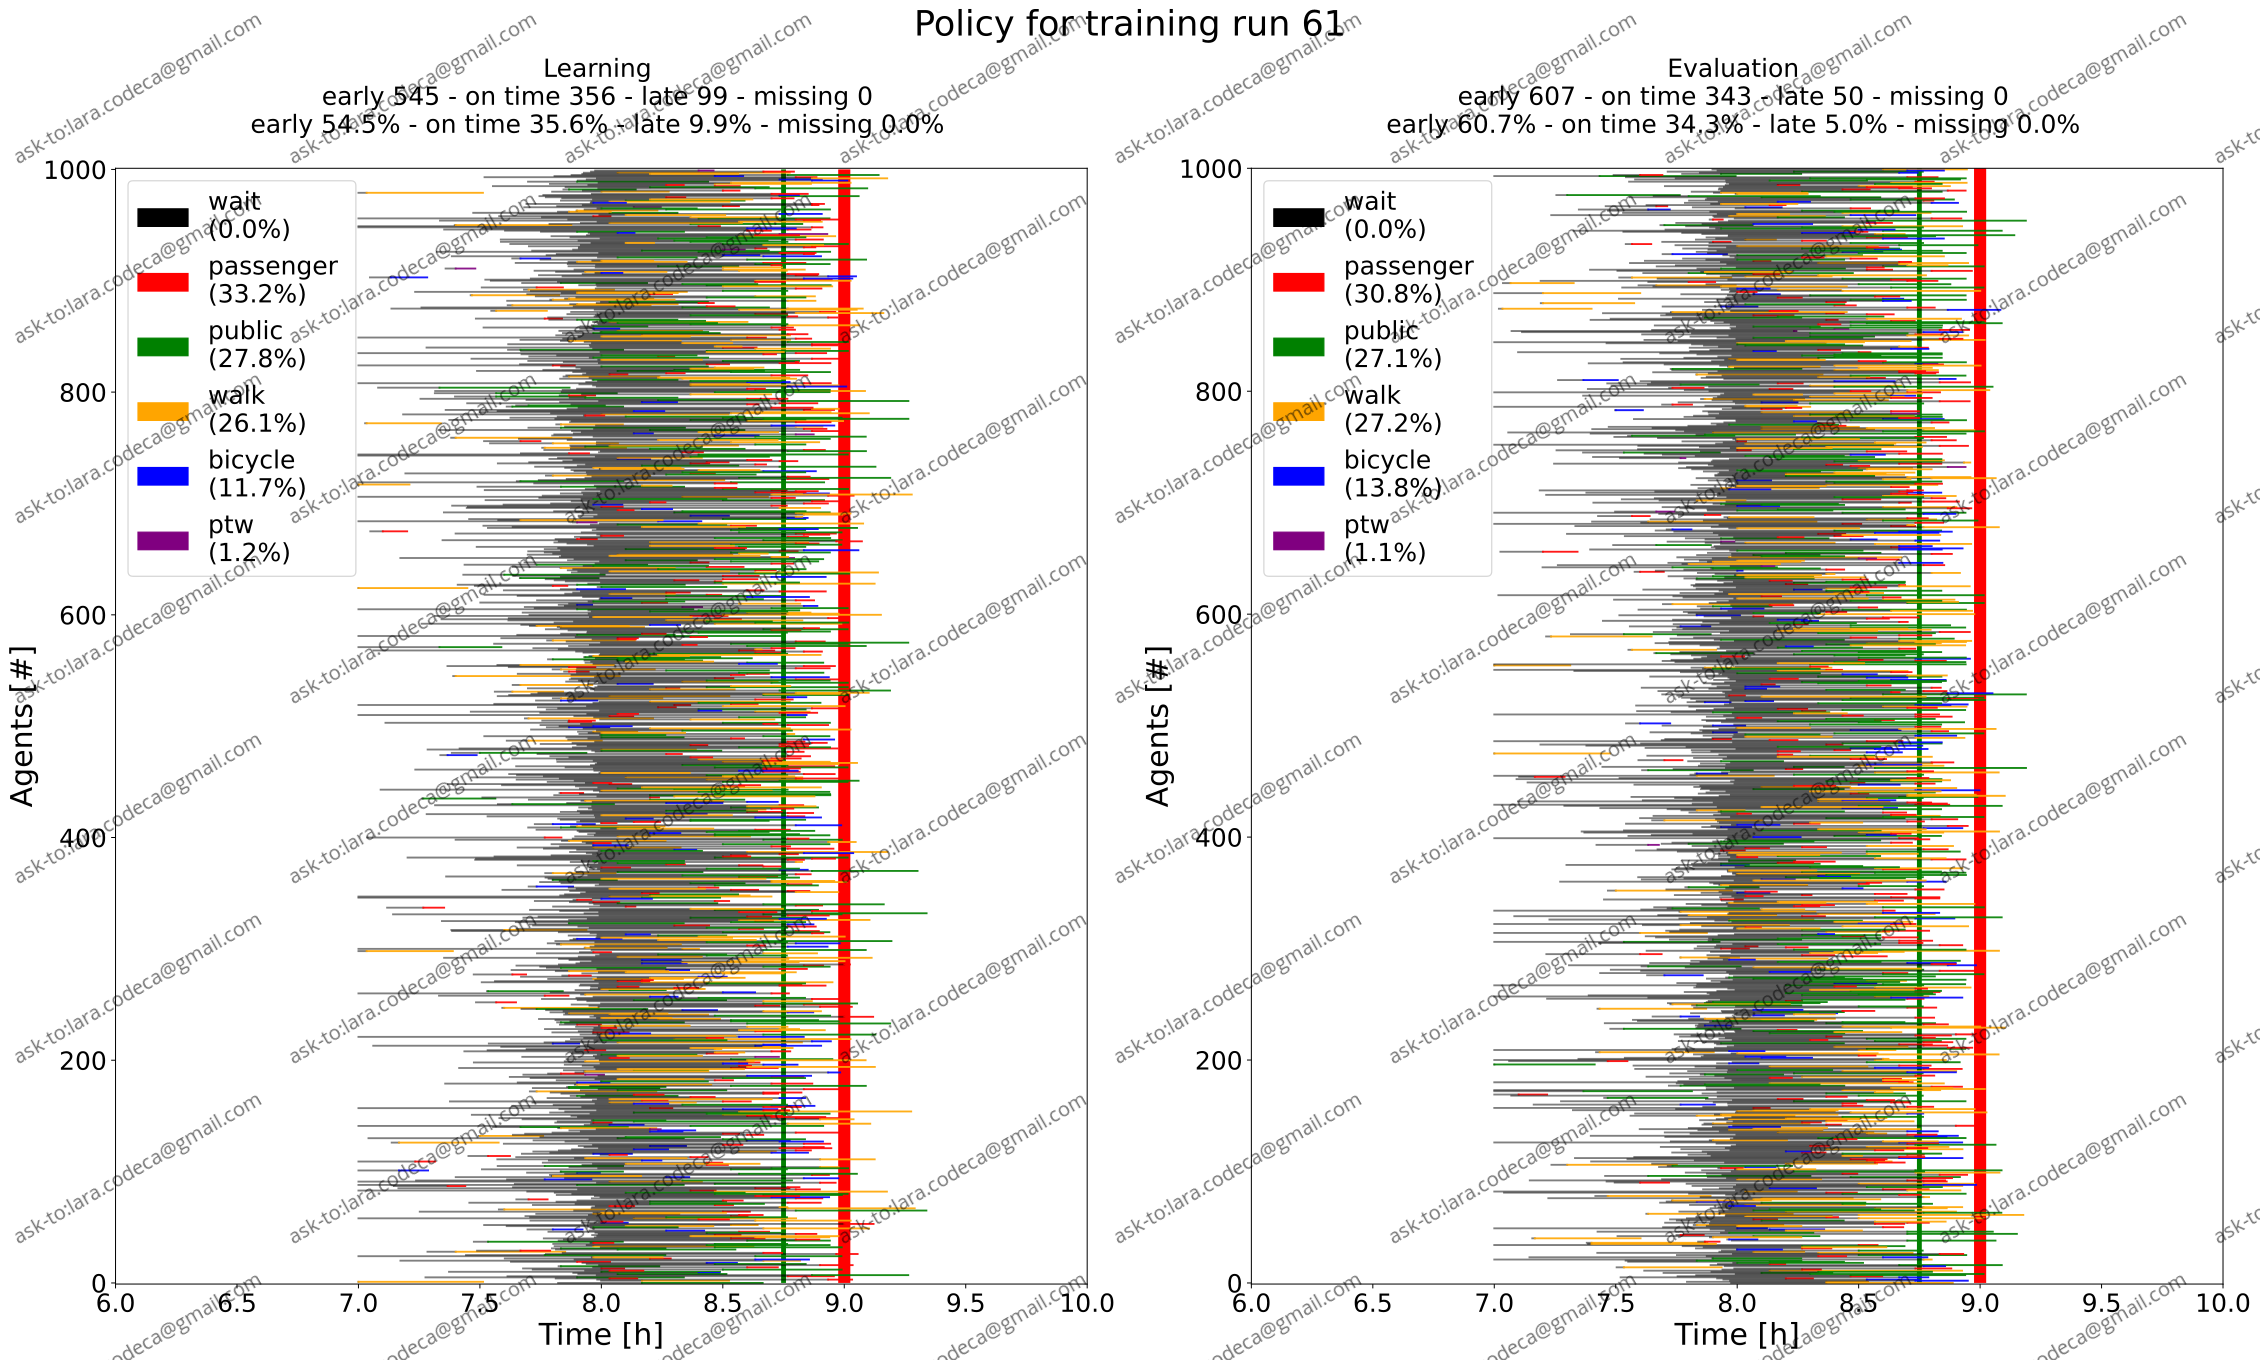 Policy for training run 61
Learning
early 545 - on time 356 - late 99 - missing 0
early 54.5% - on time 35.6% - late 9.9% - missing 0.0%
Evaluation
early 607 - on time 343 - late 50 - missing 0
early 60.7% - on time 34.3% - late 5.0% - missing 0.0%
Agents [#]
1000
800
600
400
200
0
wait
(0.0%)
passenger
(33.2%)
public
(27.8%)
walk
(26.1%)
bicycle
(11.7%)
ptw
(1.2%)
6.0 6.5 7.0 7.5 8.0 8.5 9.0 9.5 10.0
Time [h]
Agents [#]
1000
800
600
400
200
0
wait
(0.0%)
passenger
(30.8%)
public
(27.1%)
walk
(27.2%)
bicycle
(13.8%)
ptw
(1.1%)
6.0 6.5 7.0 7.5 8.0 8.5 9.0 9.5 10.0
Time [h]
ask-to:lara.codeca@gmail.com